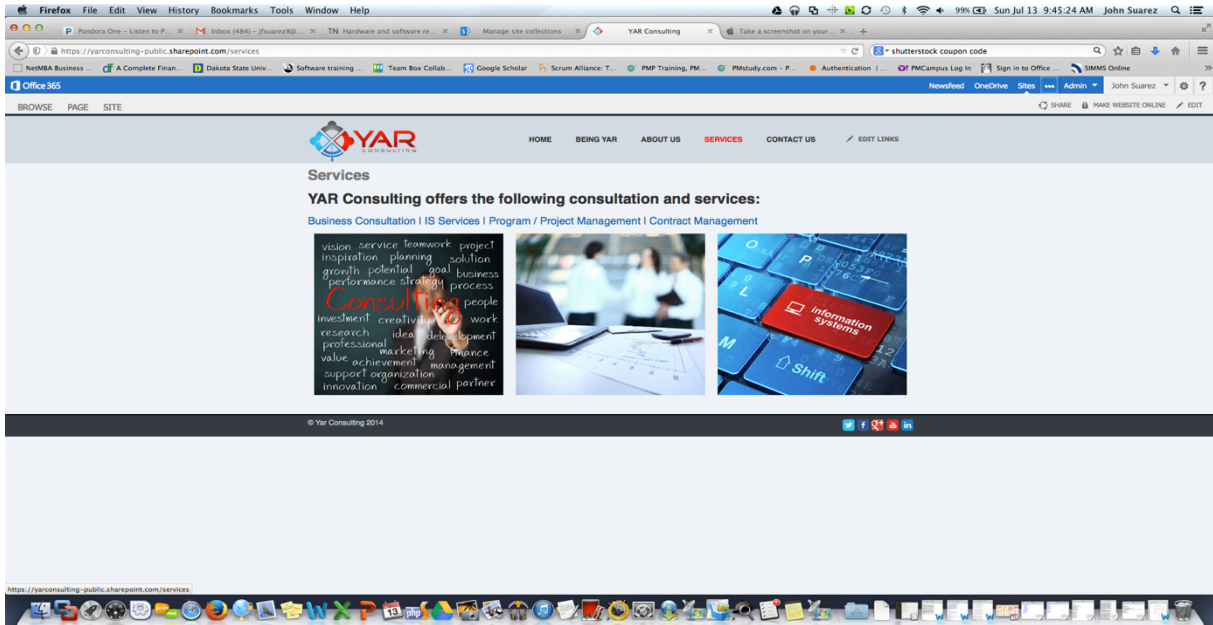 Firefox File Edit View History Bookmarks Tools Window Help 99% Sun Jul 13 9:45:24 AM John Suarez
Pandora One – Listen to P... Inbox (484) – jfsuarez8@... TN Hardware and software re... Manage site collections YAR Consulting Take a screenshot on your...
https://yarconsulting-public.sharepoint.com/services shutterstock coupon code
NetMBA Business ... A Complete Finan... Dakota State Univ... Software training ... Team Box Collab... Google Scholar Scrum Alliance: T... PMP Training, PM... PMstudy.com – P... Authentication | ... PMCampus Log In Sign in to Office ... SIMMS Online
Office 365 Newsfeed OneDrive Sites ... Admin John Suarez ?
BROWSE PAGE SITE SHARE MAKE WEBSITE ONLINE EDIT
YAR
CONSULTING
HOME BEING YAR ABOUT US SERVICES CONTACT US EDIT LINKS
Services
YAR Consulting offers the following consultation and services:
Business Consultation I IS Services I Program / Project Management I Contract Management
vision service teamwork project
inspiration planning solution
growth potential goal business
performance strategy process
Consulting people
investment creativity work
research idea delevelopment
professional marketing finance
value achievement management
support organization
innovation commercial partner
O P
L
information
systems
M
Shift
© Yar Consulting 2014
https://yarconsulting-public.sharepoint.com/services